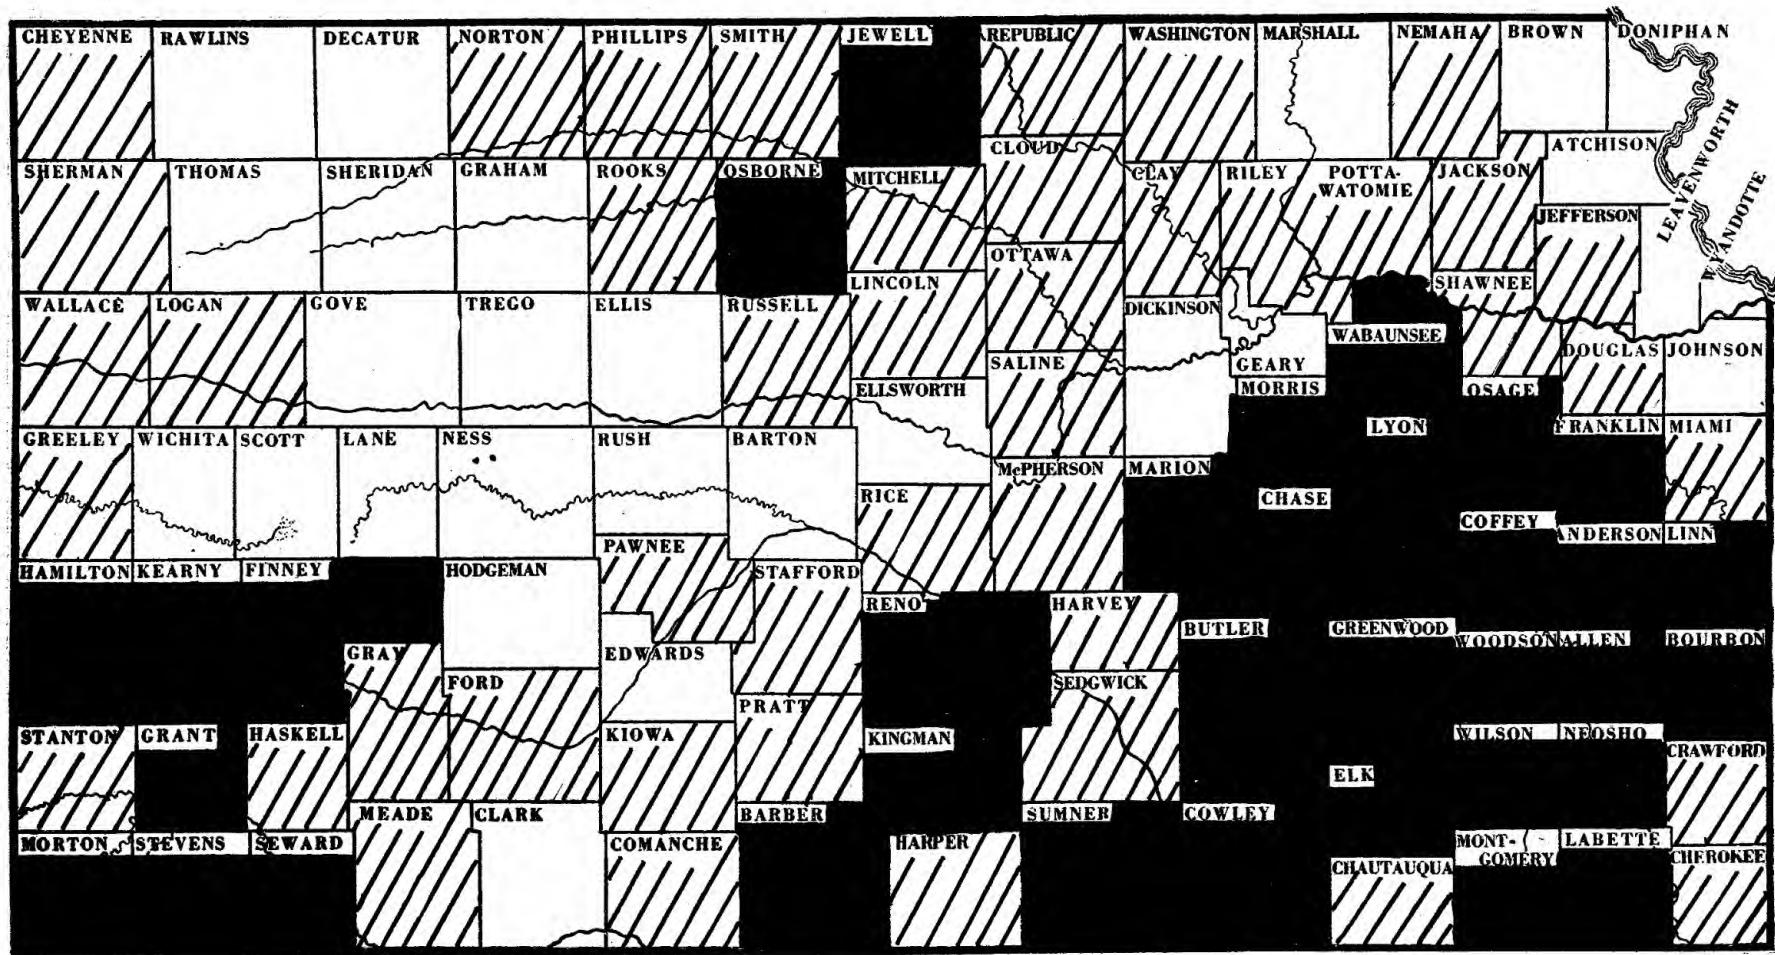 CHEYENNE
RAWLINS
DECATUR
NORTON
PHILLIPS
SMITH
JEWELL
REPUBLIC
WASHINGTON
MARSHALL
NEMAHA
BROWN
DONIPHAN
SHERMAN
THOMAS
SHERIDAN
GRAHAM
ROOKS
OSBORNE
MITCHELL
CLOUD
CLAY
RILEY
POTTA-
WATOMIE
JACKSON
ATCHISON
JEFFERSON
LEAVENWORTH
WYANDOTTE
WALLACE
LOGAN
GOVE
TREGO
ELLIS
RUSSELL
LINCOLN
OTTAWA
DICKINSON
SHAWNEE
WABAUNSEE
GEARY
DOUGLAS
JOHNSON
SALINE
ELLSWORTH
MORRIS
OSAGE
GREELEY
WICHITA
SCOTT
LANE
NESS
RUSH
BARTON
LYON
FRANKLIN
MIAMI
RICE
McPHERSON
MARION
CHASE
COFFEY
ANDERSON
LINN
HAMILTON
KEARNY
FINNEY
HODGEMAN
PAWNEE
STAFFORD
RENO
HARVEY
BUTLER
GREENWOOD
WOODSON
ALLEN
BOURBON
GRAY
FORD
EDWARDS
PRATT
SEDGWICK
STANTON
GRANT
HASKELL
KIOWA
KINGMAN
WILSON
NEOSHO
CRAWFORD
ELK
MEADE
CLARK
BARBER
SUMNER
COWLEY
MORTON
STEVENS
SEWARD
COMANCHE
HARPER
CHAUTAUQUA
MONT-
GOMERY
LABETTE
CHEROKEE